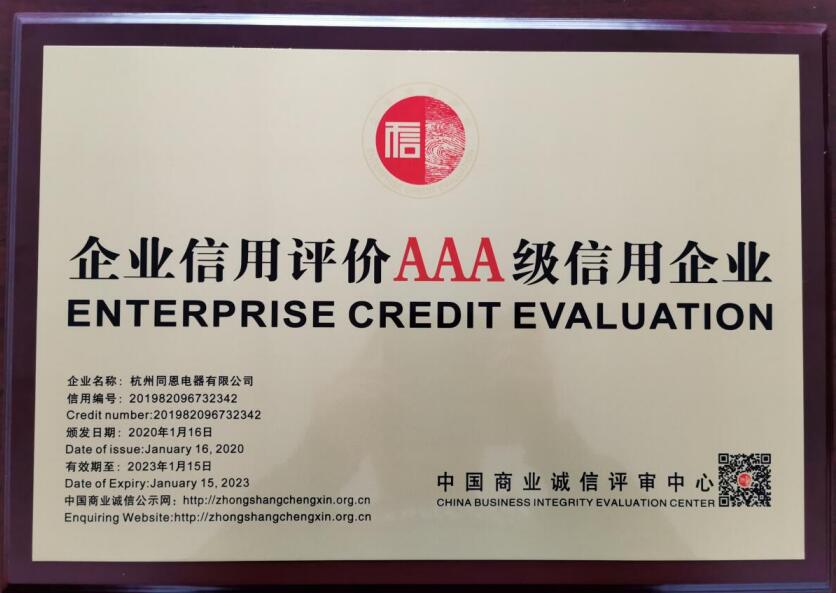 信
企业信用评价AAA级信用企业
ENTERPRISE CREDIT EVALUATION
企业名称：杭州同恩电器有限公司
信用编号：201982096732342
Credit number:201982096732342
颁发日期：2020年1月16日
Date of issue:January 16, 2020
有效期至：2023年1月15日
Date of Expiry:January 15, 2023
中国商业诚信公示网：http://zhongshangchengxin.org.cn
Enquiring Website:http://zhongshangchengxin.org.cn
中国商业诚信评审中心
CHINA BUSINESS INTEGRITY EVALUATION CENTER